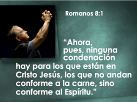 Romanos 8:1
"Ahora,
pues, ninguna
condenación
hay para los que están en
Cristo Jesús, los que no andan
conforme a la carne, sino
conforme al Espíritu."